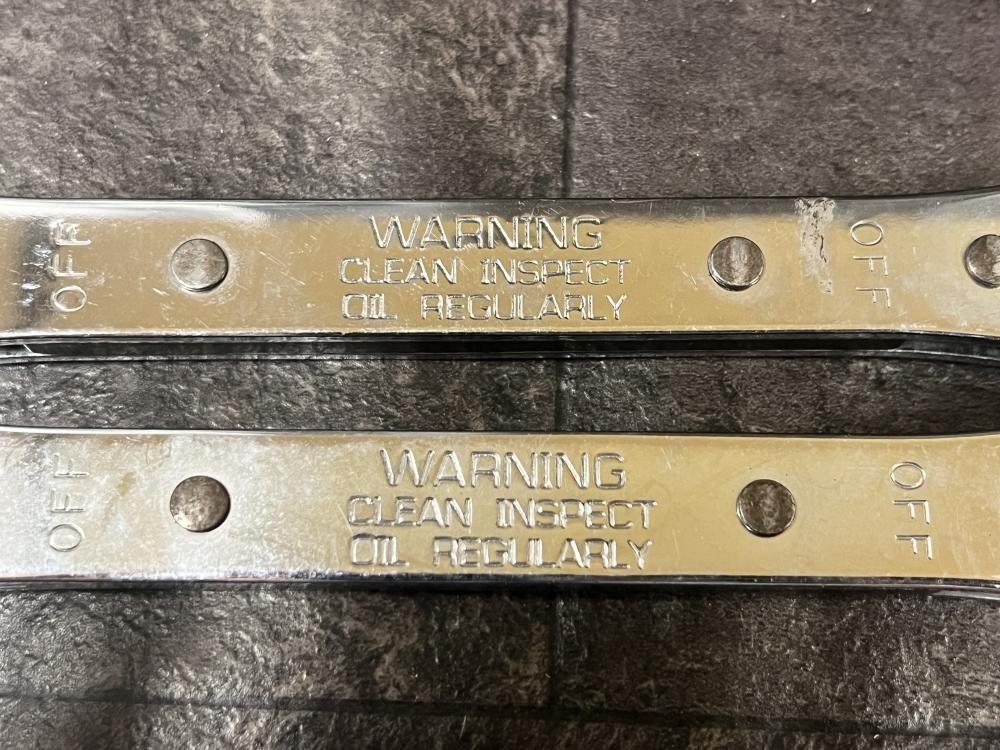 OFF
WARNING
CLEAN INSPECT
OIL REGULARLY
OFF
OFF
WARNING
CLEAN INSPECT
OIL REGULARLY
OFF